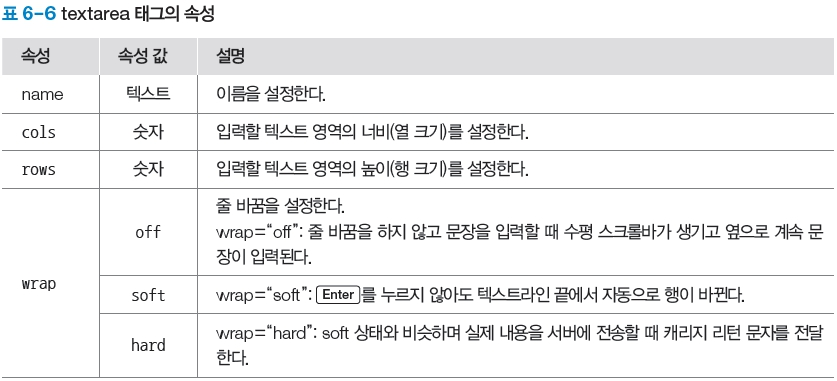 표 6-6 textarea 태그의 속성
속성 속성 값 설명
name 텍스트 이름을 설정한다.
cols 숫자 입력할 텍스트 영역의 너비(열 크기)를 설정한다.
rows 숫자 입력할 텍스트 영역의 높이(행 크기)를 설정한다.
wrap
off
줄 바꿈을 설정한다.
wrap=“off”: 줄 바꿈을 하지 않고 문장을 입력할 때 수평 스크롤바가 생기고 옆으로 계속 문
장이 입력된다.
soft wrap=“soft”: Enter를 누르지 않아도 텍스트라인 끝에서 자동으로 행이 바뀐다.
hard
wrap=“hard”: soft 상태와 비슷하며 실제 내용을 서버에 전송할 때 캐리지 리턴 문자를 전달
한다.